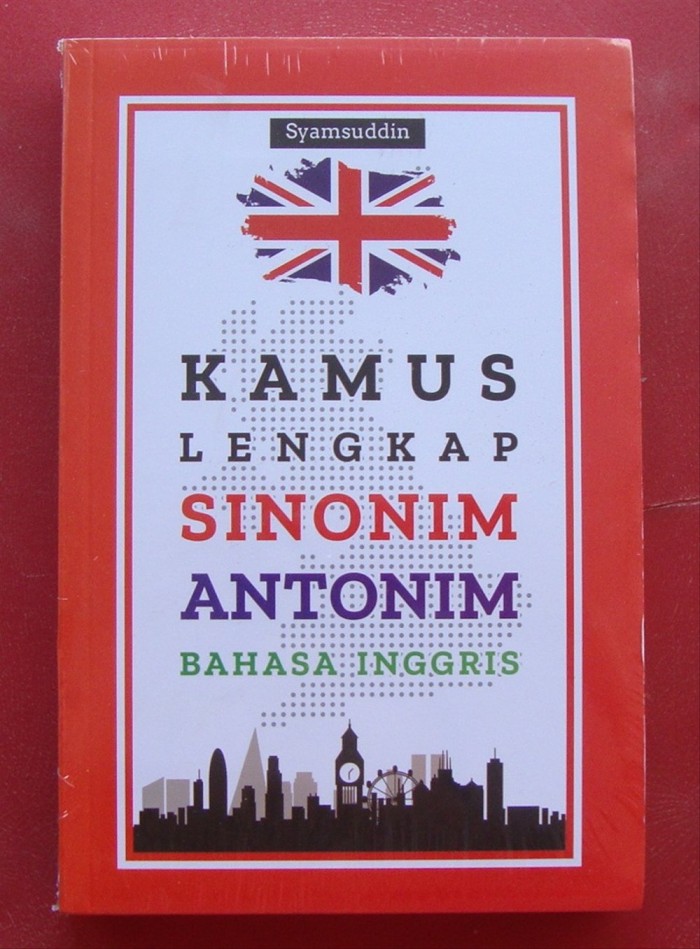 Syamsuddin
KAMUS
LENGKAP
SINONIM
ANTONIM
BAHASA INGGRIS